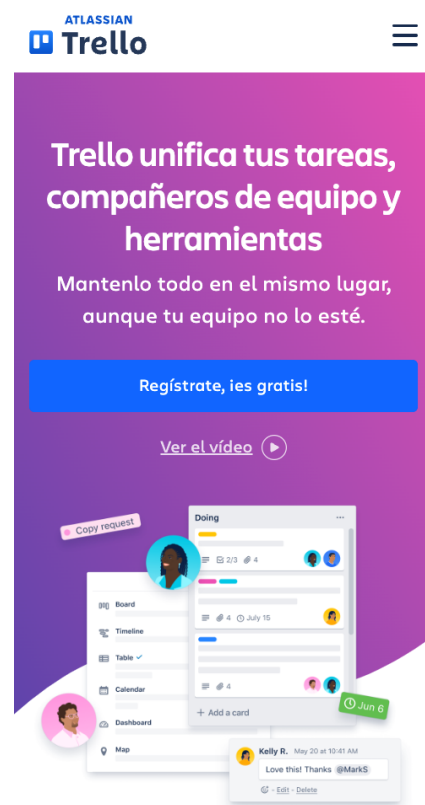 ATLASSIAN
Trello
Trello unifica tus tareas,
compañeros de equipo y
herramientas
Mantenlo todo en el mismo lugar,
aunque tu equipo no lo esté.
Regístrate, ¡es gratis!
Ver el vídeo
Copy request
Doing
2/3 4
4 July 15
4
+ Add a card
Board
Timeline
Table
Calendar
Dashboard
Map
Jun 6
Kelly R. May 20 at 10:41 AM
Love this! Thanks @MarkS
- Edit - Delete